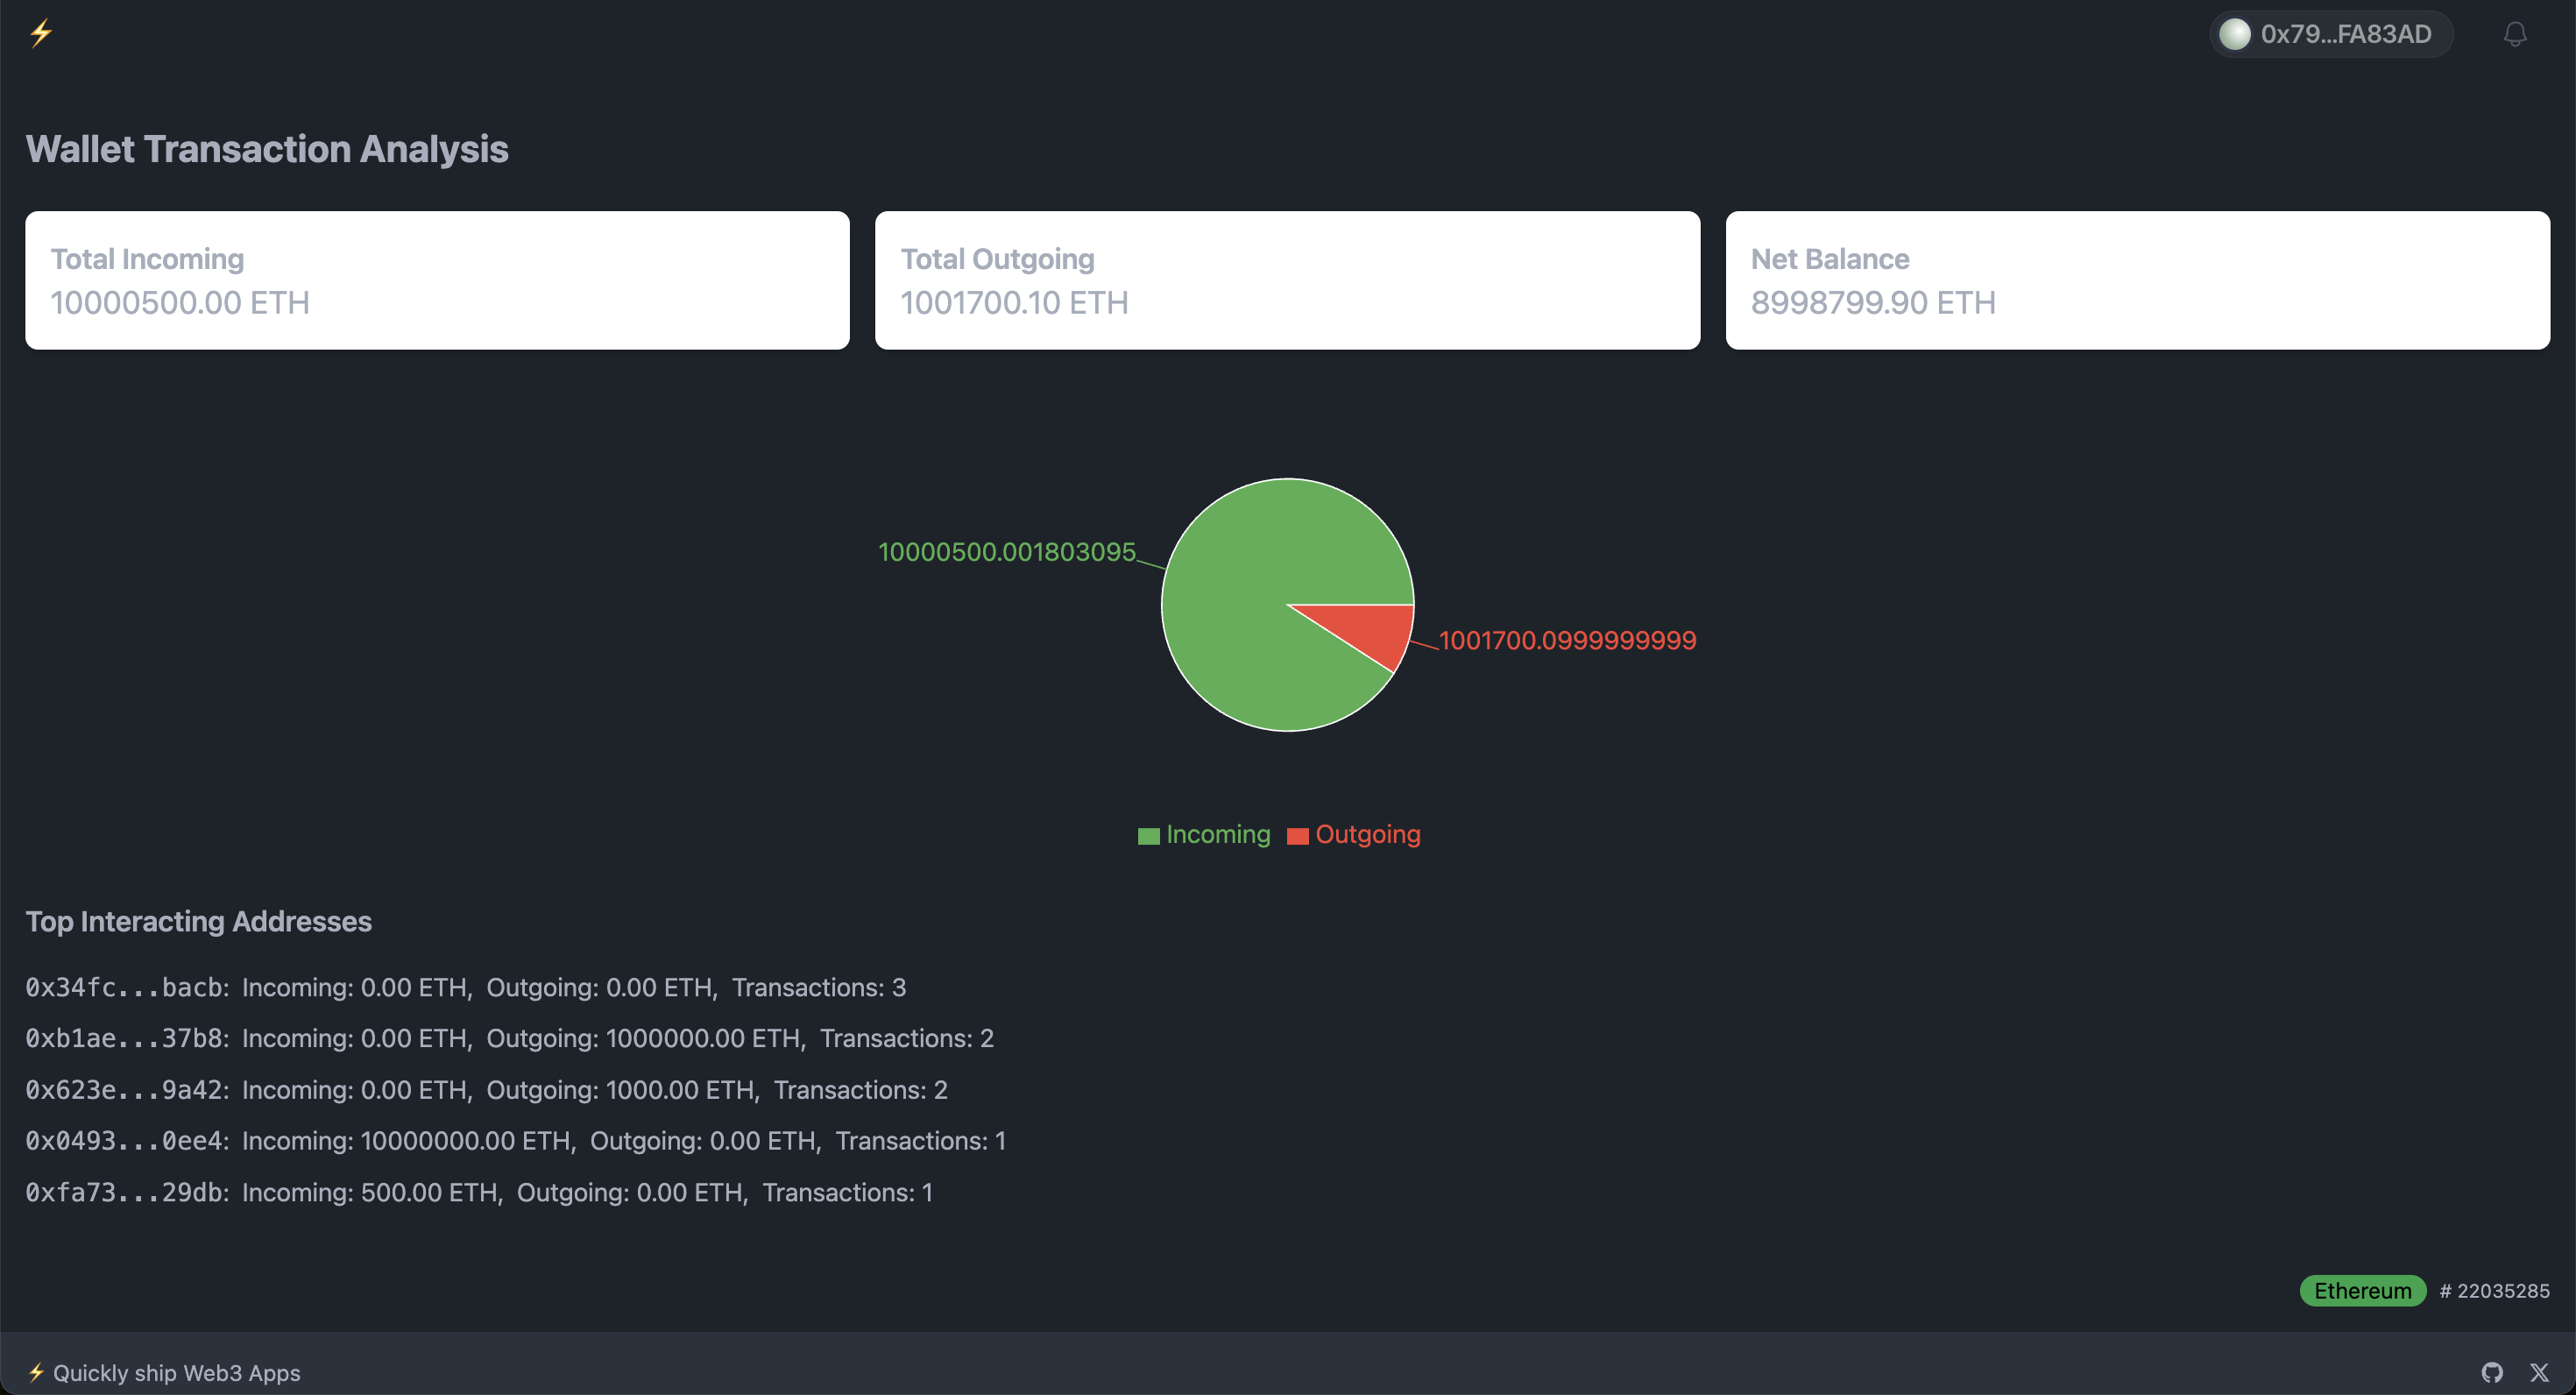 0x79...FA83AD
Wallet Transaction Analysis
Total Incoming
10000500.00 ETH
Total Outgoing
1001700.10 ETH
Net Balance
8998799.90 ETH
10000500.001803095
1001700.0999999999
Incoming
Outgoing
Top Interacting Addresses
0x34fc...bacb: Incoming: 0.00 ETH, Outgoing: 0.00 ETH, Transactions: 3
0xb1ae...37b8: Incoming: 0.00 ETH, Outgoing: 1000000.00 ETH, Transactions: 2
0x623e...9a42: Incoming: 0.00 ETH, Outgoing: 1000.00 ETH, Transactions: 2
0x0493...0ee4: Incoming: 10000000.00 ETH, Outgoing: 0.00 ETH, Transactions: 1
0xfa73...29db: Incoming: 500.00 ETH, Outgoing: 0.00 ETH, Transactions: 1
Ethereum # 22035285
⚡ Quickly ship Web3 Apps